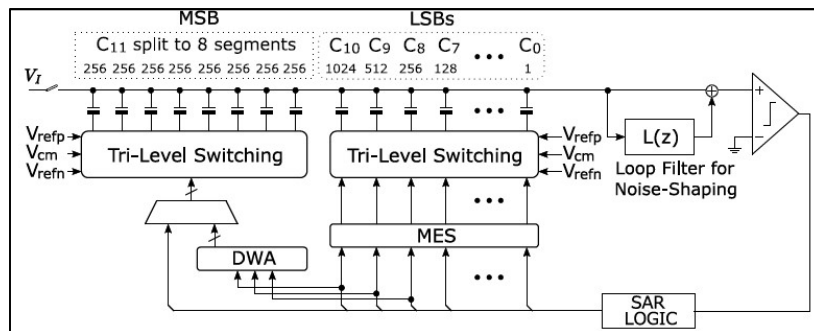 MSB
LSBs
C11 split to 8 segments
256 256 256 256 256 256 256 256
C10 C9 C8 C7 ••• C0
1024 512 256 128 1
VI
+
−
Vrefp
Vcm
Vrefn
Tri-Level Switching
Tri-Level Switching
Vrefp
Vcm
Vrefn
L(z)
Loop Filter for
Noise-Shaping
MES
DWA
SAR
LOGIC